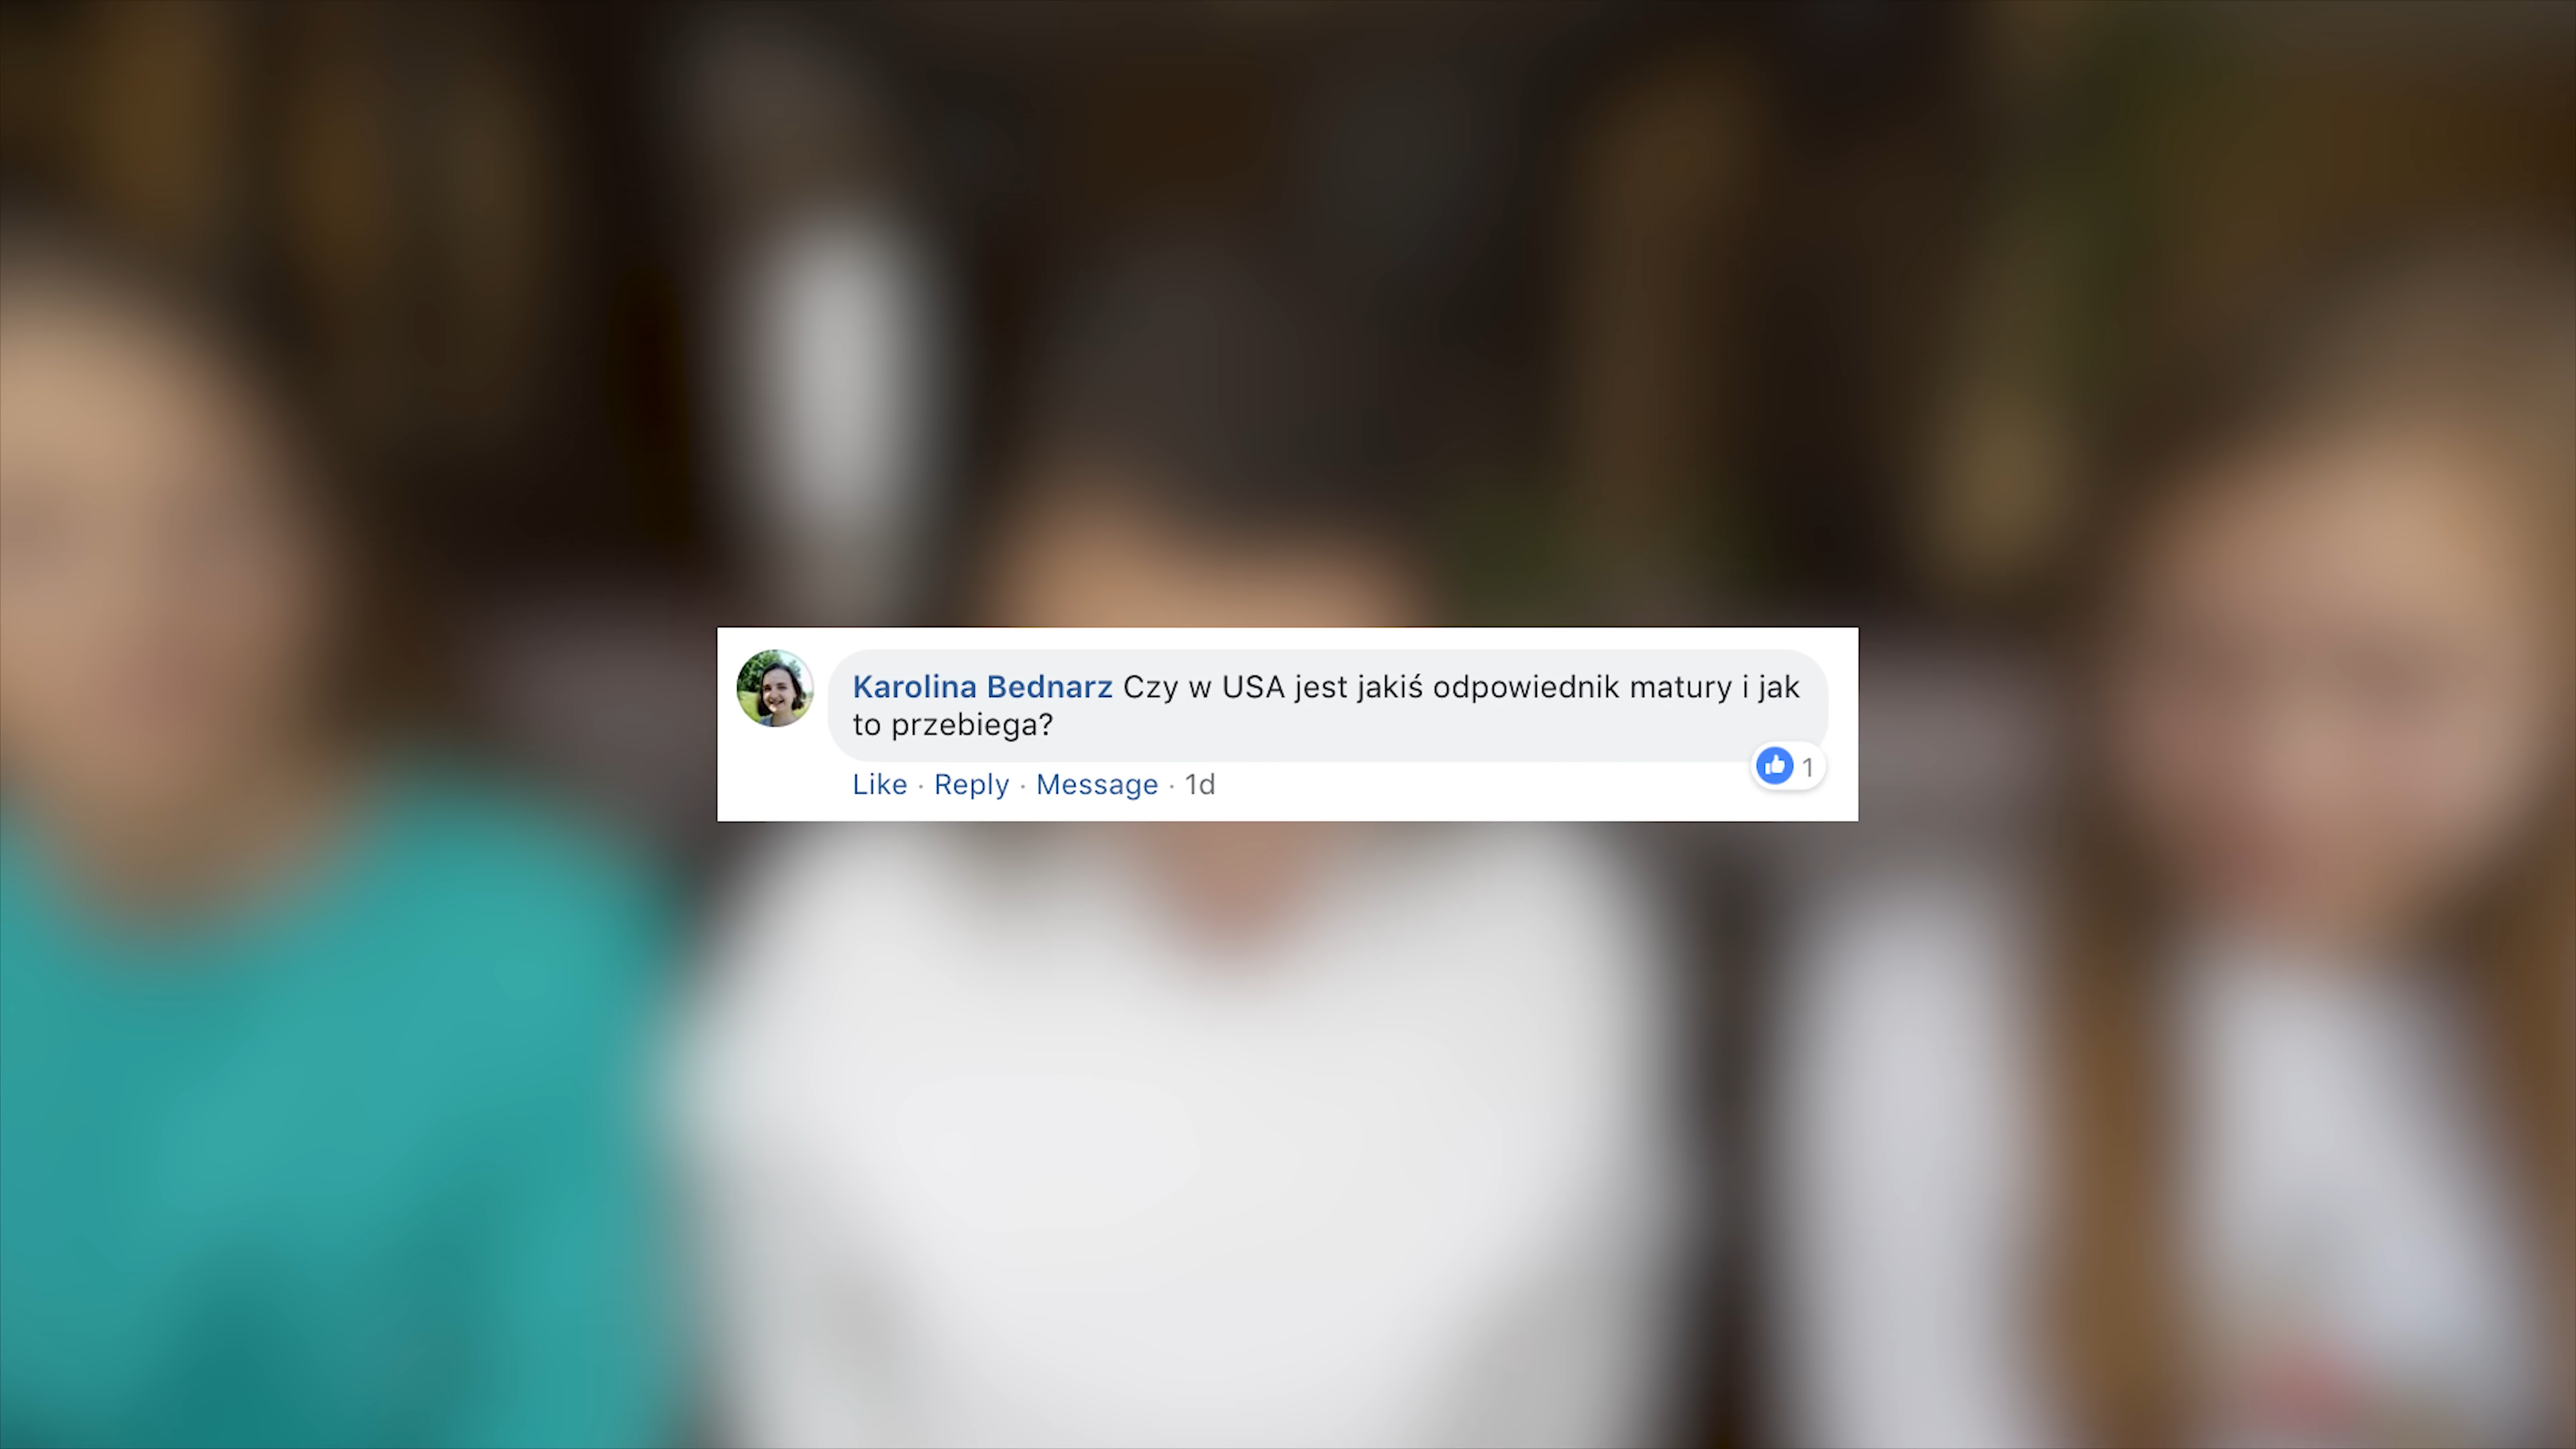 Karolina Bednarz Czy w USA jest jakiś odpowiednik matury i jak
to przebiega?
Like · Reply · Message · 1d
1